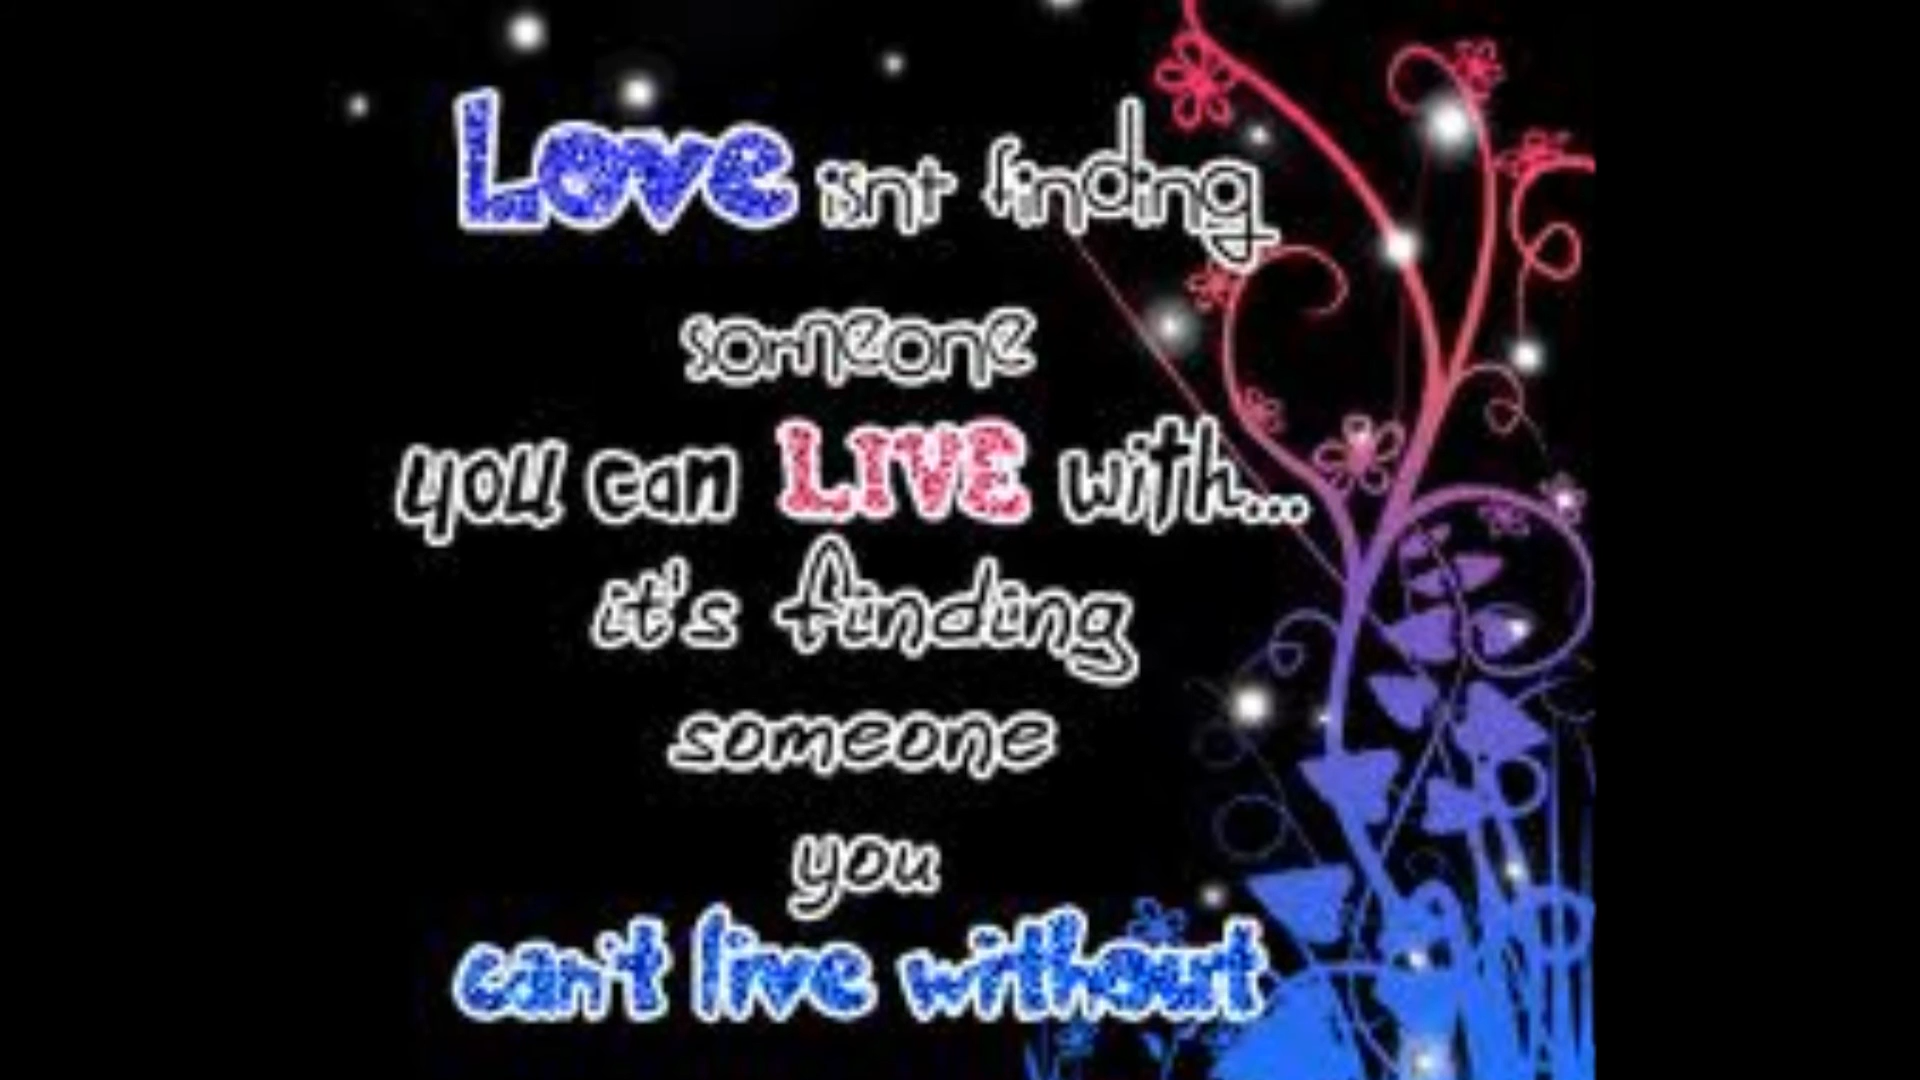 Love isnt finding
someone
you can LIVE with...
it's finding
someone
you
can't live without